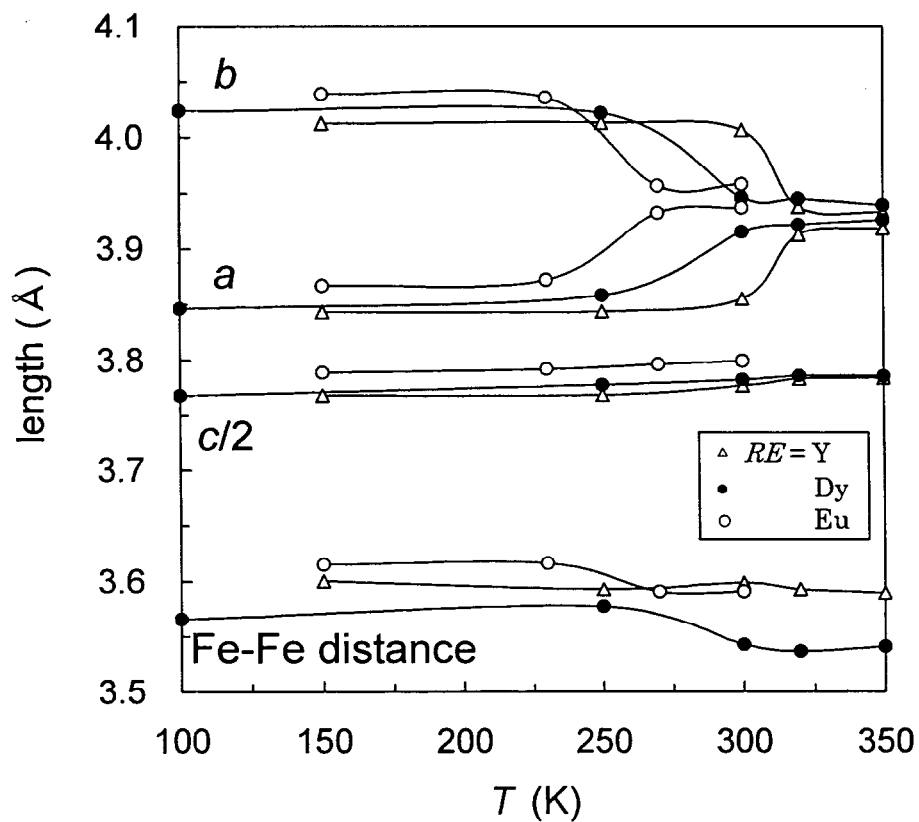 4.1
b
4.0
3.9
a
3.8
c/2
3.7
RE = Y
Dy
Eu
3.6
Fe-Fe distance
3.5
length ( Å )
100 150 200 250 300 350
T (K)